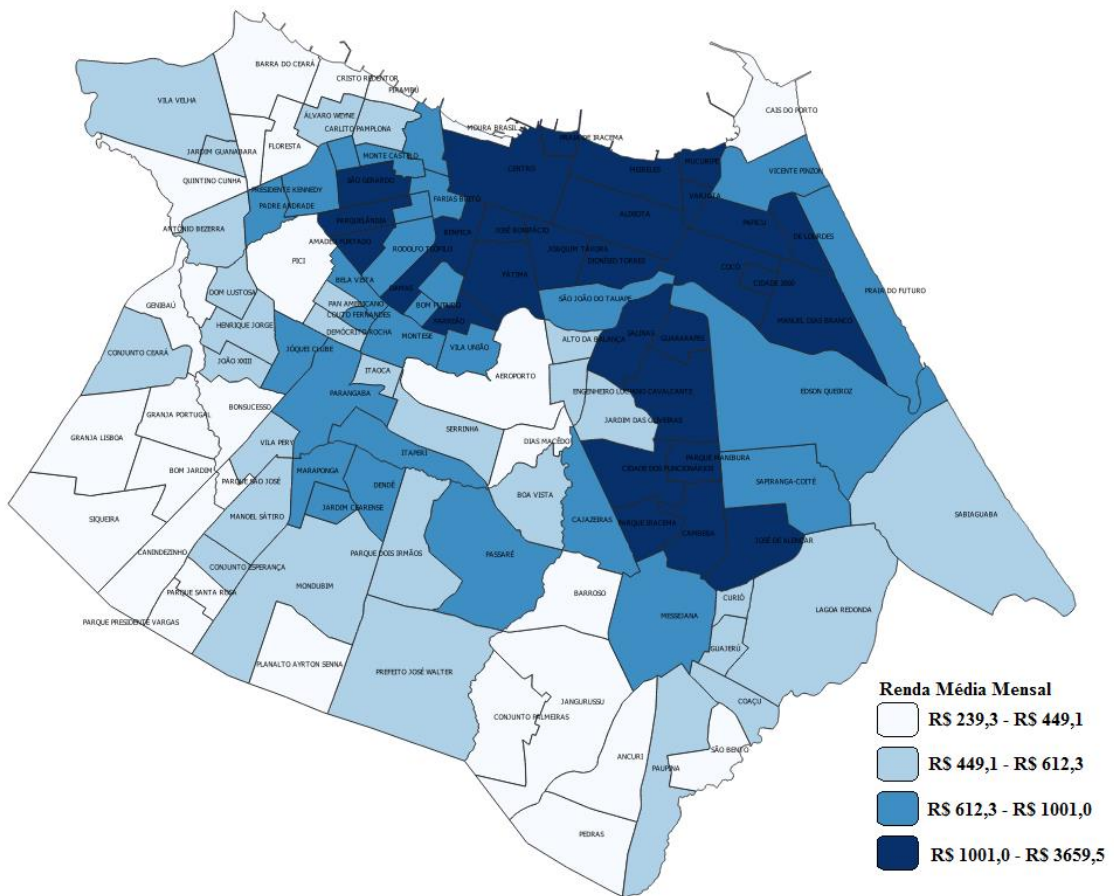 BARRA DO CEARÁ
CRISTO REDENTOR
PIRAMBÚ
VILA VELHA
CAIS DO PORTO
ÁLVARO WEYNE
CARLITO PAMPLONA
MOURA BRASIL
JARDIM GUANABARA
FLORESTA
MONTE CASTELO
CENTRO
MUCURIPE
VICENTE PINZON
QUINTINO CUNHA
SÃO GERARDO
PRESIDENTE KENNEDY
PADRE ANDRADE
FARIAS BRITO
ALDEOTA
VARJOTA
PAPICU
PARQUELÂNDIA
ANTÔNIO BEZERRA
AMADEU FURTADO
BENFICA
JOSÉ BONIFÁCIO
DE LOURDES
RODOLFO TEÓFILO
JOAQUIM TÁVORA
DIONÍSIO TORRES
PICI
BELA VISTA
FÁTIMA
COCÓ
CIDADE 2000
PRAIA DO FUTURO
DOM LUSTOSA
PAN AMERICANO
BOM FUTURO
SÃO JOÃO DO TAUAPE
GENIBAÚ
COUTO FERNANDES
MANUEL DIAS BRANCO
HENRIQUE JORGE
DEMÓCRITO ROCHA
MONTESE
VILA UNIÃO
ALTO DA BALANÇA
SALINAS
GUARARAPES
CONJUNTO CEARÁ
JÓQUEI CLUBE
JOÃO XXIII
ITAOCA
AEROPORTO
ENGENHEIRO LUCIANO CAVALCANTE
EDSON QUEIROZ
PARANGABA
BONSUCESSO
GRANJA PORTUGAL
JARDIM DAS OLIVEIRAS
SERRINHA
GRANJA LISBOA
VILA PERY
DIAS MACÊDO
ITAPERI
PARQUE MANIBURA
BOM JARDIM
MARAPONGA
CIDADE DOS FUNCIONÁRIOS
PARQUE SÃO JOSÉ
DENDÊ
SAPIRANGA-COITÉ
BOA VISTA
JARDIM CEARENSE
SIQUEIRA
MANOEL SÁTIRO
CAJAZEIRAS
PARQUE IRACEMA
SABIAGUABA
CAMBEBA
JOSÉ DE ALENCAR
CANINDEZINHO
PARQUE DOIS IRMÃOS
PASSARÉ
CONJUNTO ESPERANÇA
MONDUBIM
PARQUE SANTA ROSA
BARROSO
CURIÓ
MESSEJANA
LAGOA REDONDA
PARQUE PRESIDENTE VARGAS
GUAJERÚ
PLANALTO AYRTON SENNA
PREFEITO JOSÉ WALTER
COAÇU
JANGURUSSU
CONJUNTO PALMEIRAS
SÃO BENTO
ANCURI
PAUPINA
PEDRAS
Renda Média Mensal
R$ 239,3 - R$ 449,1
R$ 449,1 - R$ 612,3
R$ 612,3 - R$ 1001,0
R$ 1001,0 - R$ 3659,5